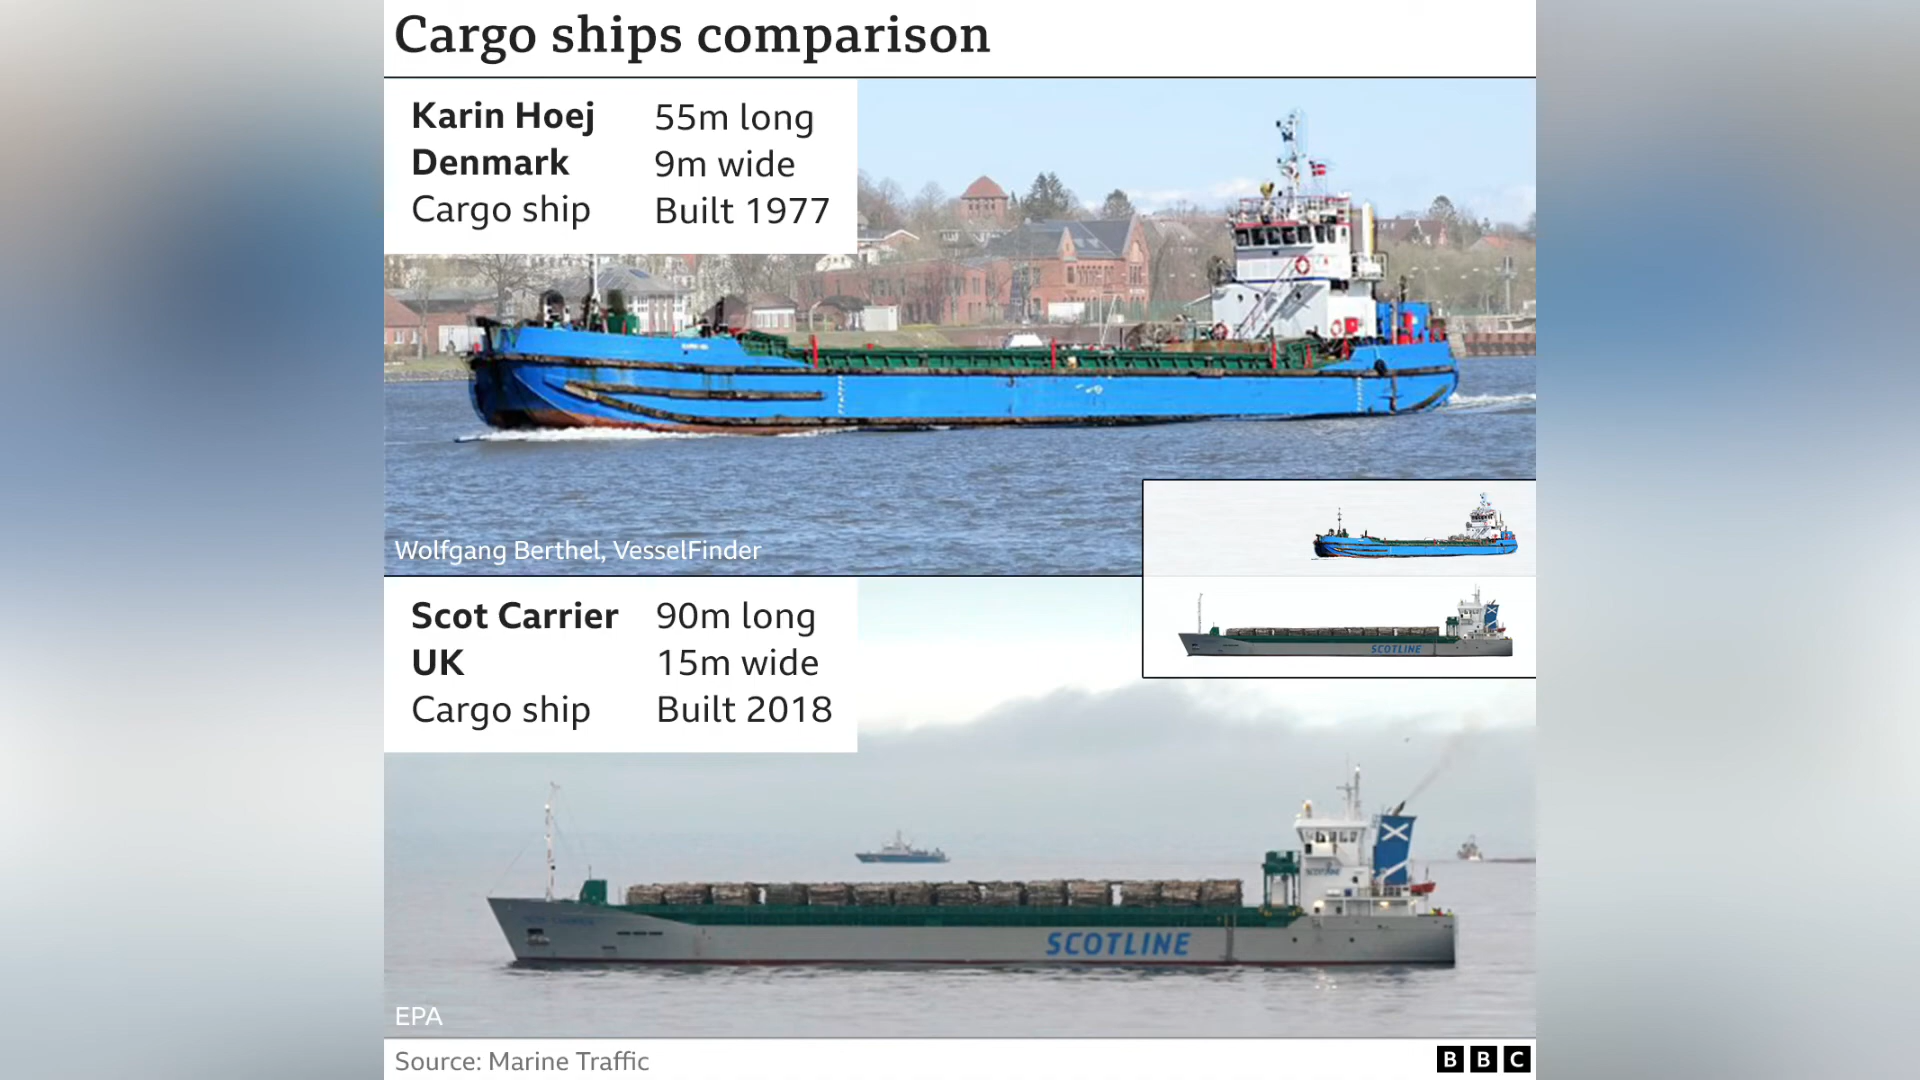 Cargo ships comparison
Karin Hoej
Denmark
Cargo ship
55m long
9m wide
Built 1977
Wolfgang Berthel, VesselFinder
Scot Carrier
UK
Cargo ship
90m long
15m wide
Built 2018
SCOTLINE
SCOTLINE
EPA
Source: Marine Traffic
BBC